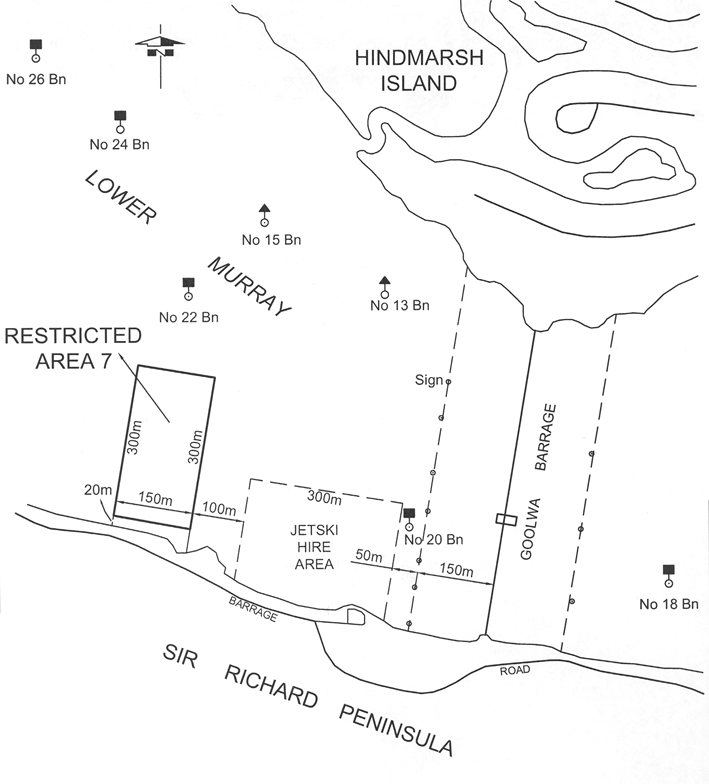 HINDMARSH
ISLAND
No 26 Bn
No 24 Bn
LOWER
MURRAY
No 15 Bn
No 13 Bn
No 22 Bn
RESTRICTED
AREA 7
Sign
300m
300m
BARRAGE
GOOLWA
20m
150m
100m
300m
JETSKI
HIRE
AREA
No 20 Bn
50m
150m
No 18 Bn
BARRAGE
ROAD
SIR RICHARD PENINSULA